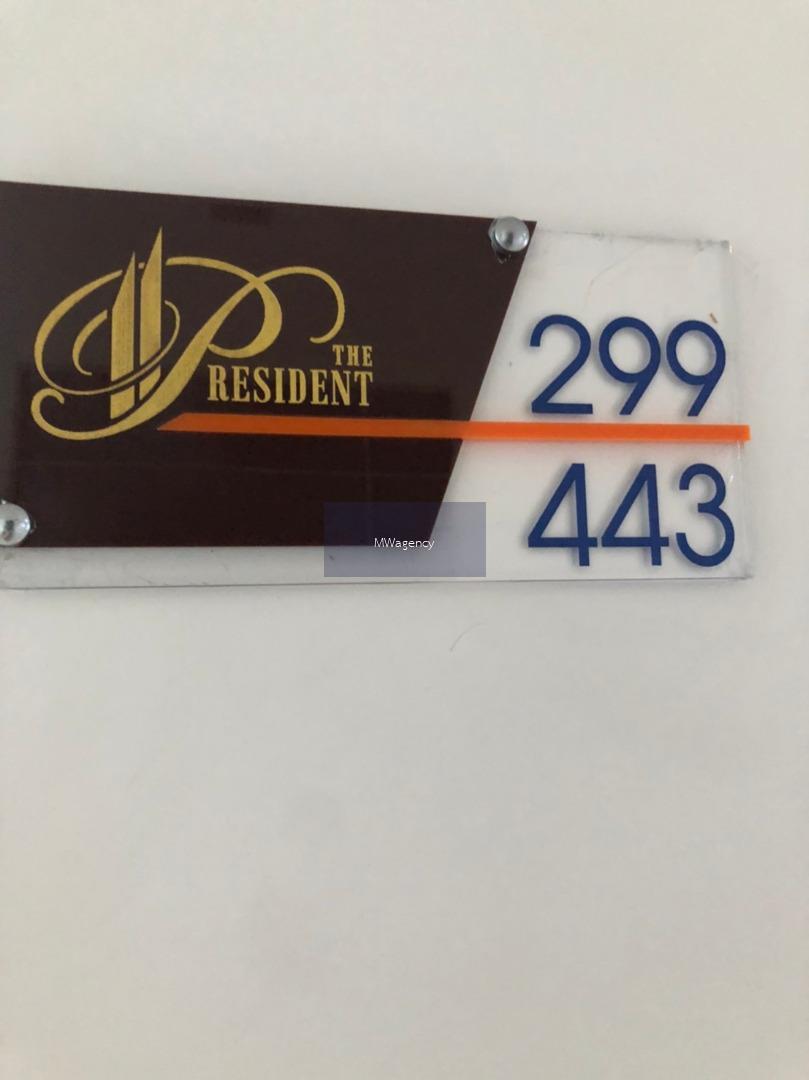 THE
PRESIDENT
299
443
MWagency